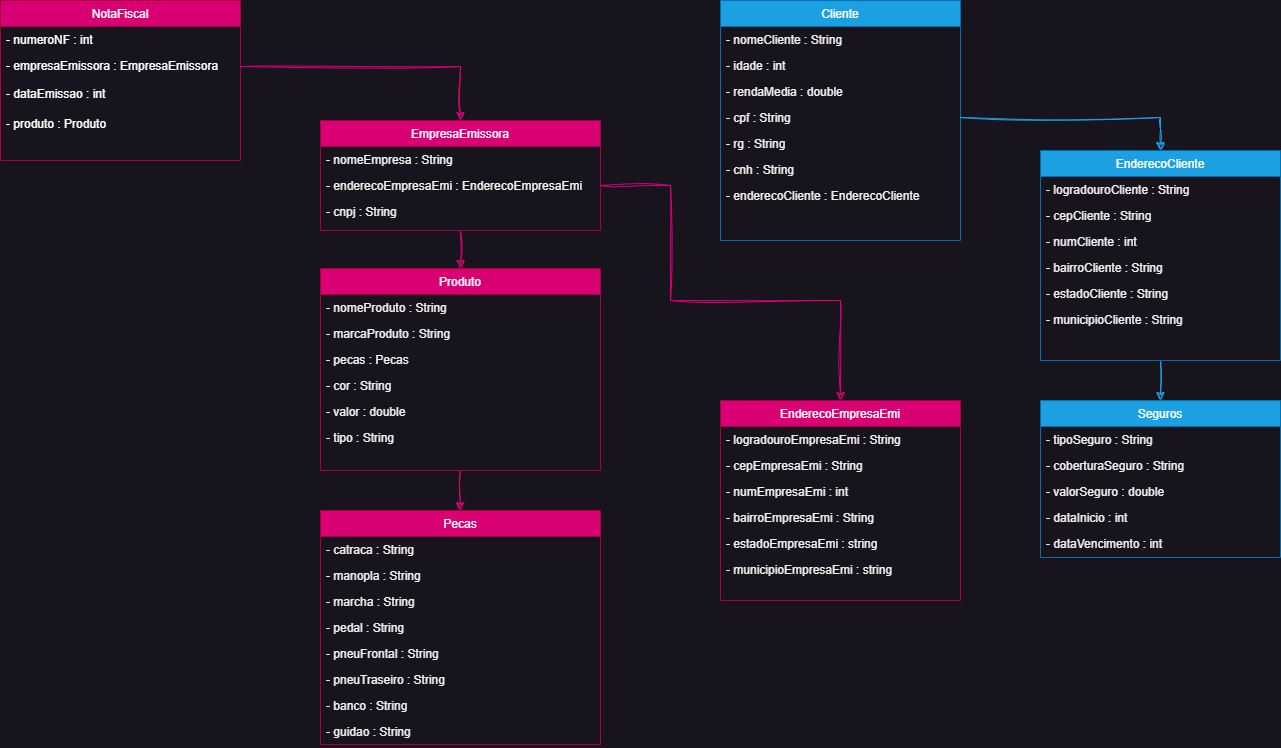 NotaFiscal
- numeroNF : int
- empresaEmissora : EmpresaEmissora
- dataEmissao : int
- produto : Produto
EmpresaEmissora
- nomeEmpresa : String
- enderecoEmpresaEmi : EnderecoEmpresaEmi
- cnpj : String
Produto
- nomeProduto : String
- marcaProduto : String
- pecas : Pecas
- cor : String
- valor : double
- tipo : String
Pecas
- catraca : String
- manopla : String
- marcha : String
- pedal : String
- pneuFrontal : String
- pneuTraseiro : String
- banco : String
- guidao : String
Cliente
- nomeCliente : String
- idade : int
- rendaMedia : double
- cpf : String
- rg : String
- cnh : String
- enderecoCliente : EnderecoCliente
EnderecoEmpresaEmi
- logradouroEmpresaEmi : String
- cepEmpresaEmi : String
- numEmpresaEmi : int
- bairroEmpresaEmi : String
- estadoEmpresaEmi : string
- municipioEmpresaEmi : string
EnderecoCliente
- logradouroCliente : String
- cepCliente : String
- numCliente : int
- bairroCliente : String
- estadoCliente : String
- municipioCliente : String
Seguros
- tipoSeguro : String
- coberturaSeguro : String
- valorSeguro : double
- dataInicio : int
- dataVencimento : int